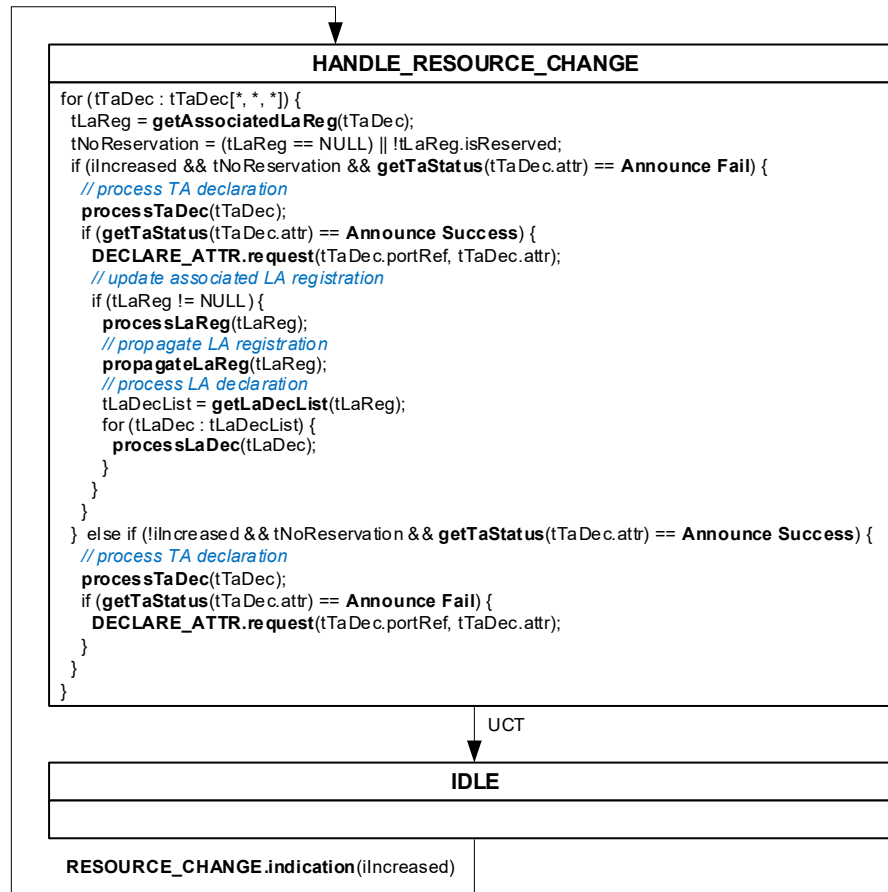 HANDLE_RESOURCE_CHANGE
for (tTaDec : tTaDec[*, *, *]) {
tLaReg = getAssociatedLaReg(tTaDec);
tNoReservation = (tLaReg == NULL) || !tLaReg.isReserved;
if (iIncreased && tNoReservation && getTaStatus(tTaDec.attr) == Announce Fail) {
// process TA declaration
processTaDec(tTaDec);
if (getTaStatus(tTaDec.attr) == Announce Success) {
DECLARE_ATTR.request(tTaDec.portRef, tTaDec.attr);
// update associated LA registration
if (tLaReg != NULL) {
processLaReg(tLaReg);
// propagate LA registration
propagateLaReg(tLaReg);
// process LA declaration
tLaDecList = getLaDecList(tLaReg);
for (tLaDec : tLaDecList) {
processLaDec(tLaDec);
}
}
}
} else if (!iIncreased && tNoReservation && getTaStatus(tTaDec.attr) == Announce Success) {
// process TA declaration
processTaDec(tTaDec);
if (getTaStatus(tTaDec.attr) == Announce Fail) {
DECLARE_ATTR.request(tTaDec.portRef, tTaDec.attr);
}
}
}
UCT
IDLE
RESOURCE_CHANGE.indication(iIncreased)